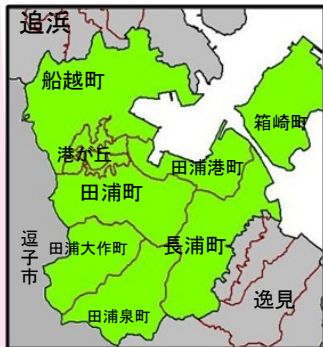 追浜
船越町
箱崎町
港が丘
田浦港町
田浦町
逗子市
田浦大作町
長浦町
逸見
田浦泉町